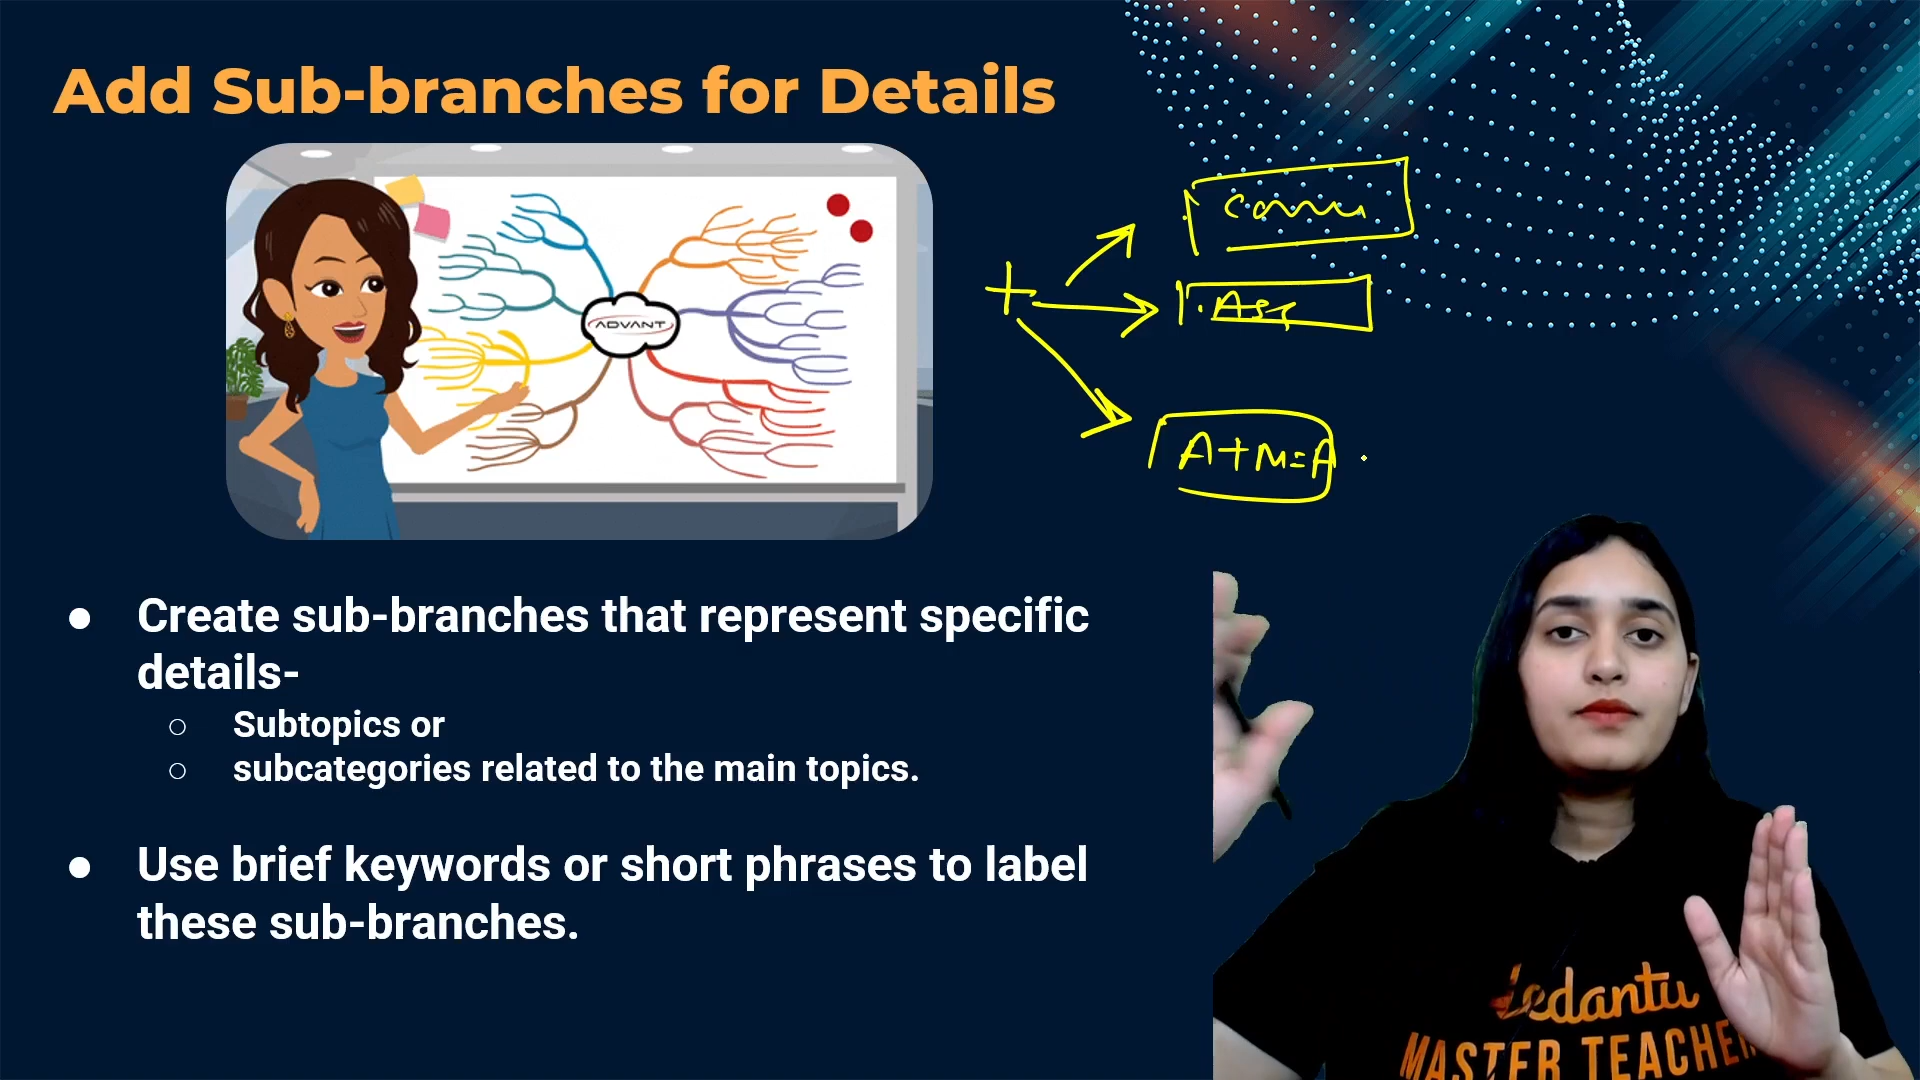 Add Sub-branches for Details
ADVANT
+
A+M=A
● Create sub-branches that represent specific
details-
○ Subtopics or
○ subcategories related to the main topics.
● Use brief keywords or short phrases to label
these sub-branches.
Vedantu
MASTER TEACHER